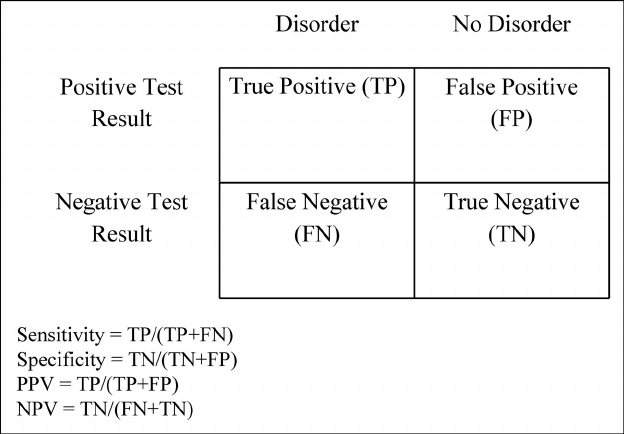 Disorder No Disorder
Positive Test True Positive (TP) False Positive
Result (FP)
Negative Test False Negative True Negative
Result (FN) (TN)
Sensitivity = TP/(TP+FN)
Specificity = TN/(TN+FP)
PPV = TP/(TP+FP)
NPV = TN/(FN+TN)